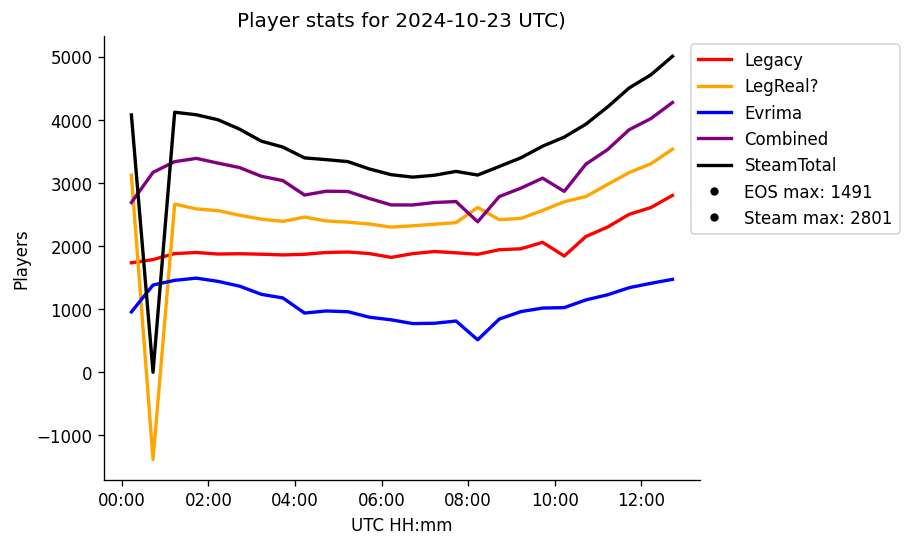 Player stats for 2024-10-23 UTC)
Legacy
LegReal?
Evrima
Combined
SteamTotal
EOS max: 1491
Steam max: 2801
Players
5000
4000
3000
2000
1000
0
−1000
00:00 02:00 04:00 06:00 08:00 10:00 12:00
UTC HH:mm